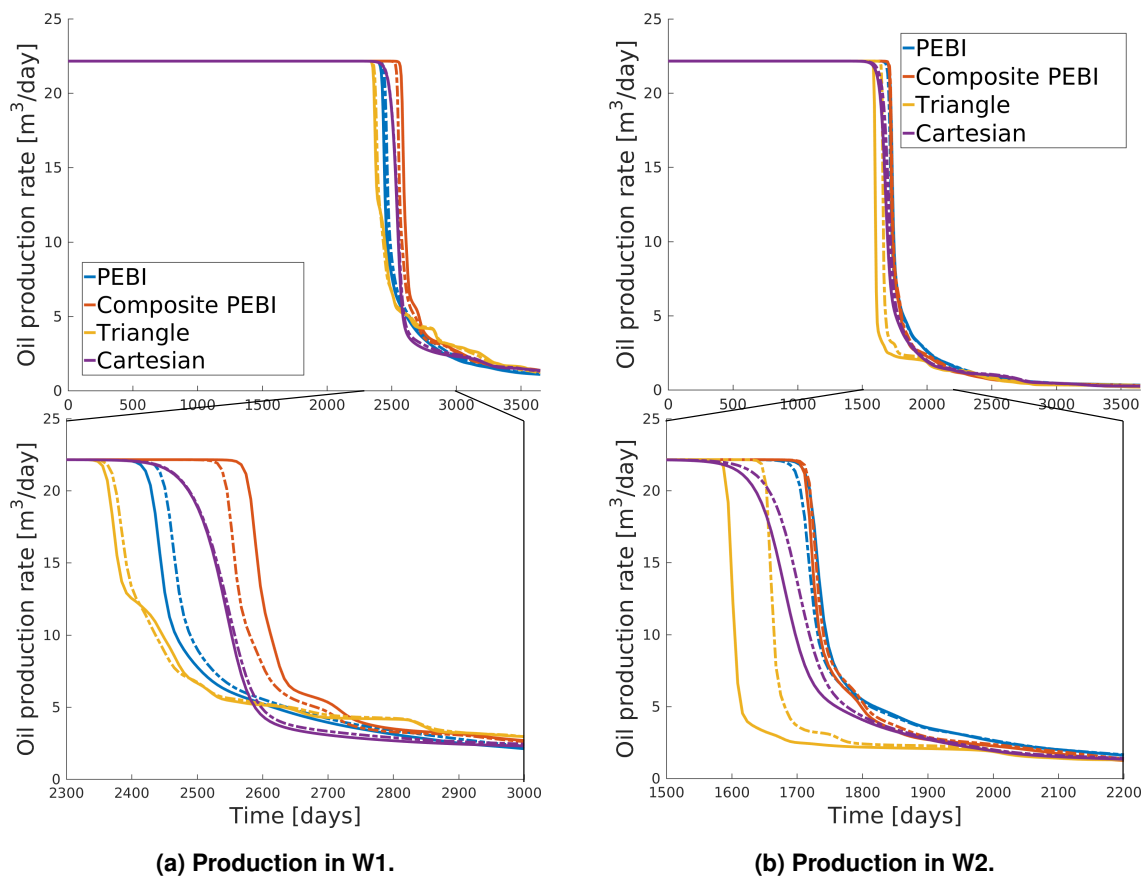 25
20
15
10
5
0
Oil production rate [m³/day]
PEBI
Composite PEBI
Triangle
Cartesian
0 500 1000 1500 2000 2500 3000 3500
25
20
15
10
5
0
Oil production rate [m³/day]
2300 2400 2500 2600 2700 2800 2900 3000
Time [days]
(a) Production in W1.
25
20
15
10
5
0
Oil production rate [m³/day]
PEBI
Composite PEBI
Triangle
Cartesian
0 500 1000 1500 2000 2500 3000 3500
25
20
15
10
5
0
Oil production rate [m³/day]
1500 1600 1700 1800 1900 2000 2100 2200
Time [days]
(b) Production in W2.